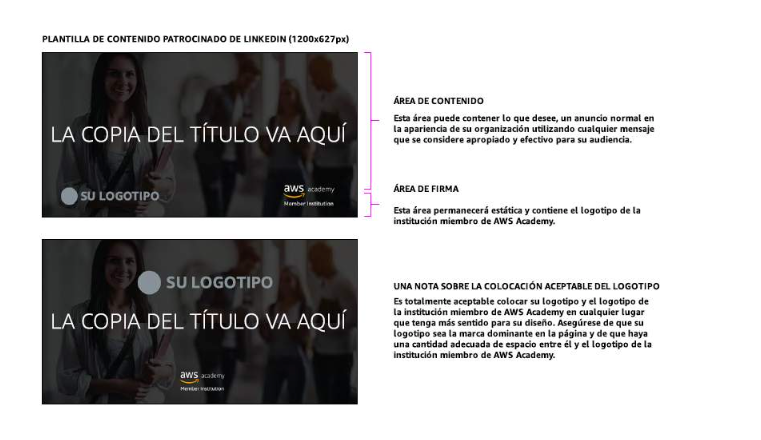 PLANTILLA DE CONTENIDO PATROCINADO DE LINKEDIN (1200x627px)
LA COPIA DEL TÍTULO VA AQUÍ
SU LOGOTIPO
aws academy
Member Institution
ÁREA DE CONTENIDO
Esta área puede contener lo que desee, un anuncio normal en
la apariencia de su organización utilizando cualquier mensaje
que se considere apropiado y efectivo para su audiencia.
ÁREA DE FIRMA
Esta área permanecerá estática y contiene el logotipo de la
institución miembro de AWS Academy.
SU LOGOTIPO
LA COPIA DEL TÍTULO VA AQUÍ
aws academy
Member Institution
UNA NOTA SOBRE LA COLOCACIÓN ACEPTABLE DEL LOGOTIPO
Es totalmente aceptable colocar su logotipo y el logotipo de
la institución miembro de AWS Academy en cualquier lugar
que tenga más sentido para su diseño. Asegúrese de que su
logotipo sea la marca dominante en la página y de que haya
una cantidad adecuada de espacio entre él y el logotipo de la
institución miembro de AWS Academy.